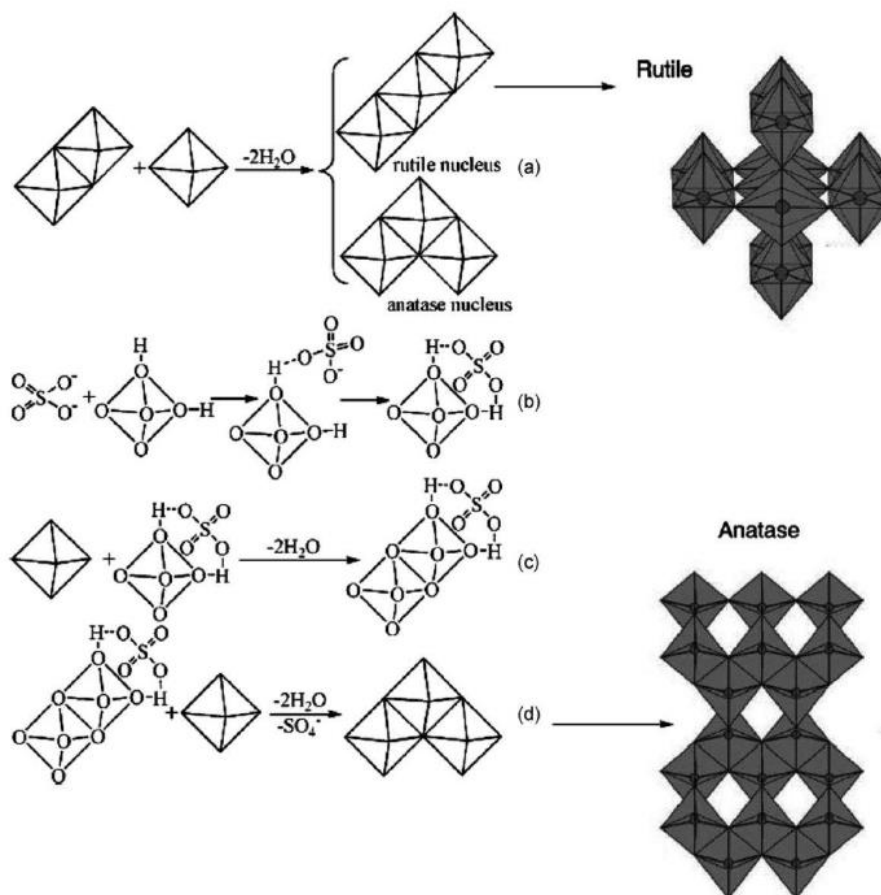 Rutile
+
-2H₂O
rutile nucleus
(a)
anatase nucleus
O O⁻
S
O O⁻
+
H
O
O O O-H
O
O
H--O-S=O
O⁻
O
O O O-H
O
H--O O
S
O O
O O O-H
O
(b)
+
H--O O
S
O O
O
O O O-H
O
-2H₂O
H--O O
S
O O
O
O O O-H
O O O
O
(c)
Anatase
H--O O
S
O O
O
O O O-H
O O O
O
+
-2H₂O
-SO₄⁻
(d)